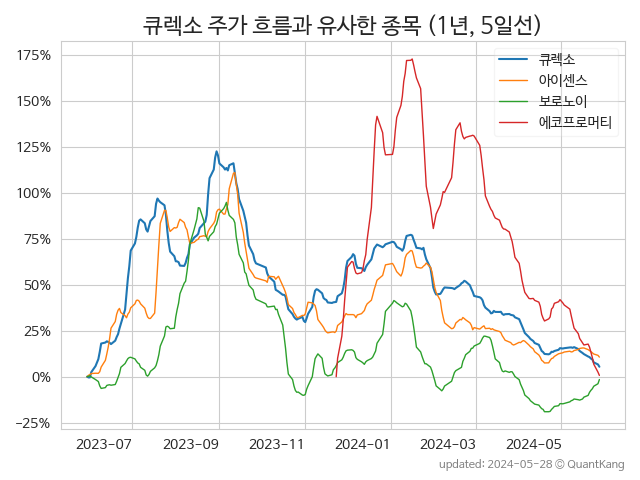 큐렉소 주가 흐름과 유사한 종목 (1년, 5일선)
175%
150%
125%
100%
75%
50%
25%
0%
−25%
큐렉소
아이센스
보로노이
에코프로머티
2023-07 2023-09 2023-11 2024-01 2024-03 2024-05
updated: 2024-05-28 © QuantKang